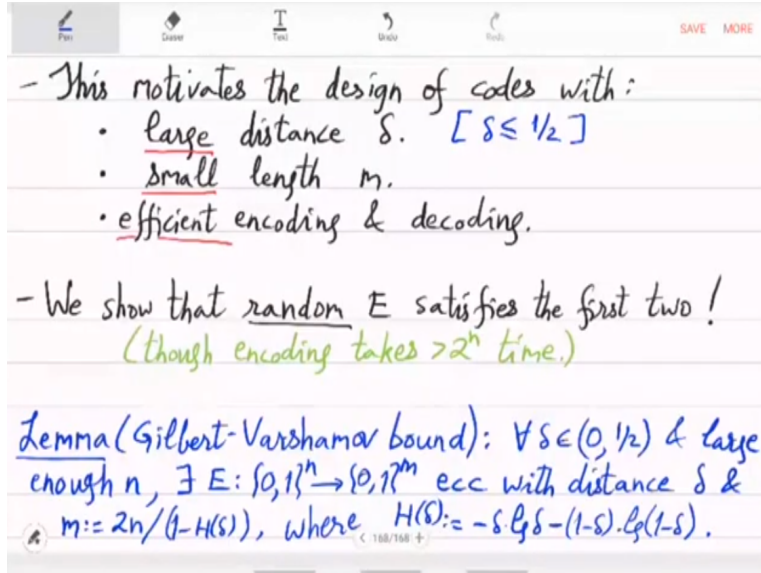 Pen Eraser Text Undo Redo SAVE MORE
- This motivates the design of codes with:
• large distance δ. [δ≤ 1/2]
• small length m.
• efficient encoding & decoding.
- We show that random E satisfies the first two!
(though encoding takes >2ⁿ time.)
Lemma (Gilbert-Varshamov bound): ∀δ∈(0,1/2) & large
enough n, ∃ E: {0,1}ⁿ→{0,1}ᵐ ecc with distance δ &
m:= 2n/(1-H(δ)), where H(δ):= -δ.lgδ-(1-δ).lg(1-δ).
< 168/168 +